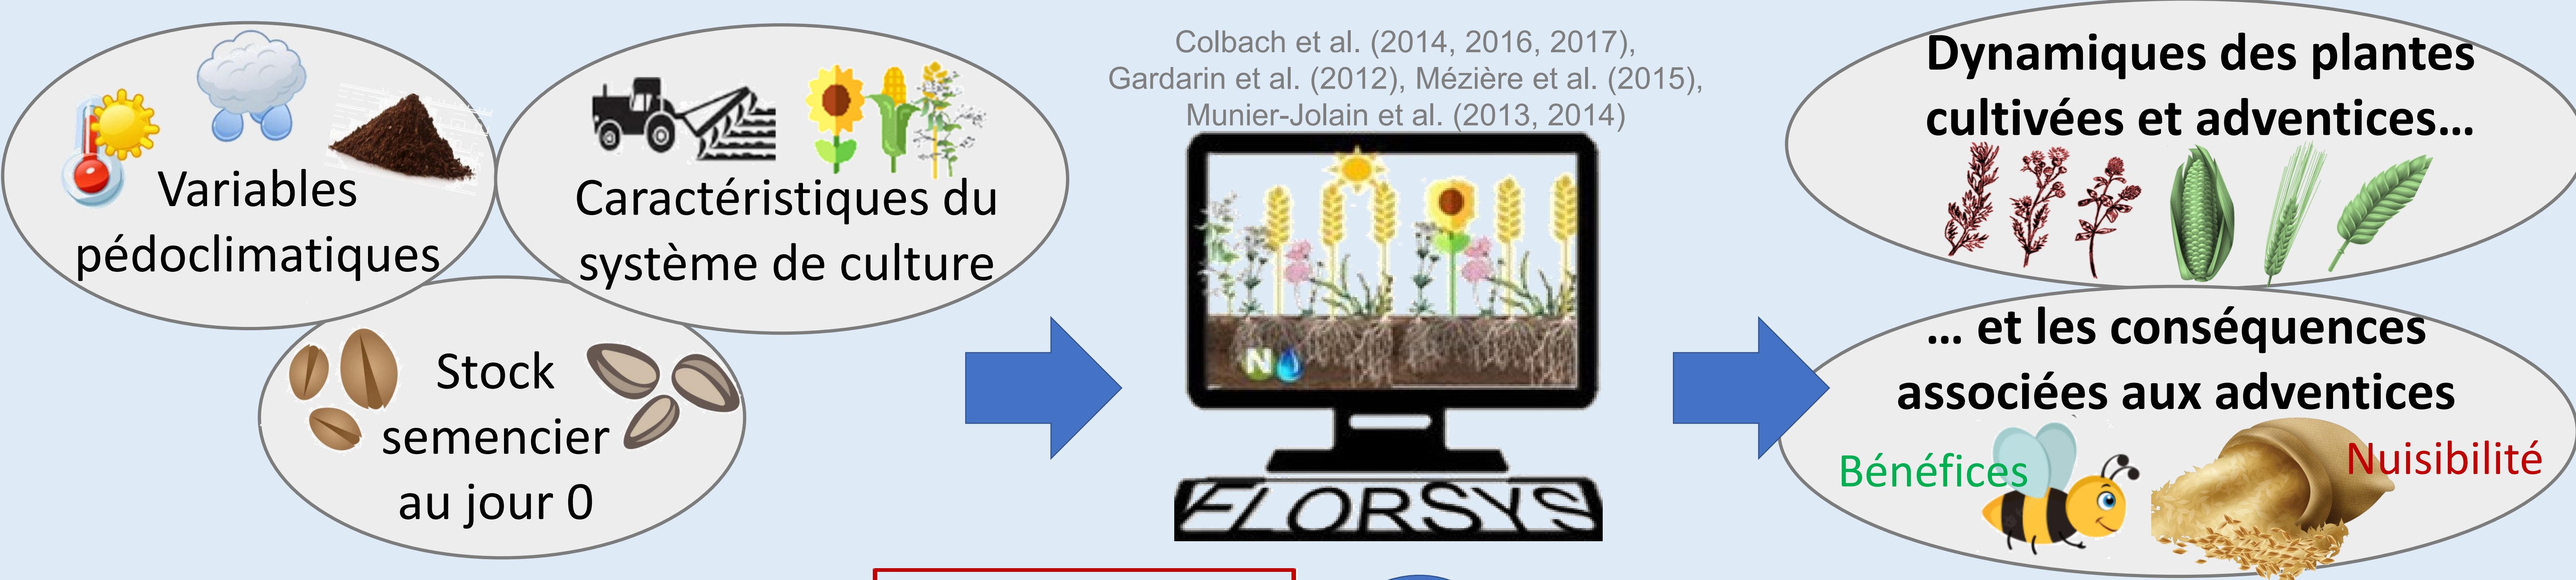 Variables
pédoclimatiques
Caractéristiques du
système de culture
Stock
semencier
au jour 0
Colbach et al. (2014, 2016, 2017),
Gardarin et al. (2012), Mézière et al. (2015),
Munier-Jolain et al. (2013, 2014)
N
FLORSYS
Dynamiques des plantes
cultivées et adventices...
... et les conséquences
associées aux adventices
Bénéfices
Nuisibilité